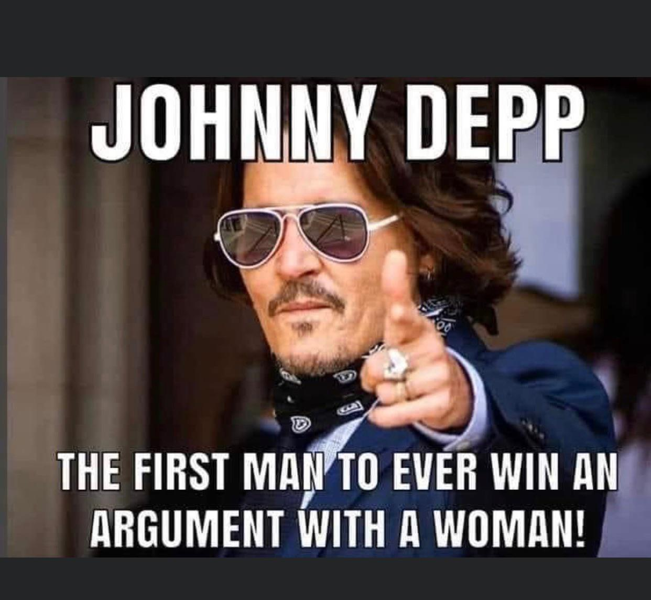 JOHNNY DEPP
THE FIRST MAN TO EVER WIN AN
ARGUMENT WITH A WOMAN!